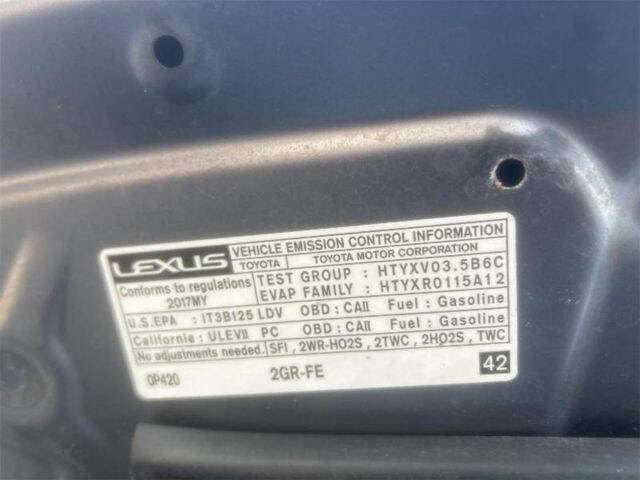 LEXUS VEHICLE EMISSION CONTROL INFORMATION
TOYOTA TOYOTA MOTOR CORPORATION
Conforms to regulations TEST GROUP : HTYXV03.5B6C
2017MY EVAP FAMILY : HTYXR0115A12
U.S.EPA : 1T3B125 LDV OBD : CAII Fuel : Gasoline
California : ULEVII PC OBD : CAII Fuel : Gasoline
No adjustments needed. SFI , 2WR-HO2S , 2TWC , 2HO2S , TWC
0P420 2GR-FE 42